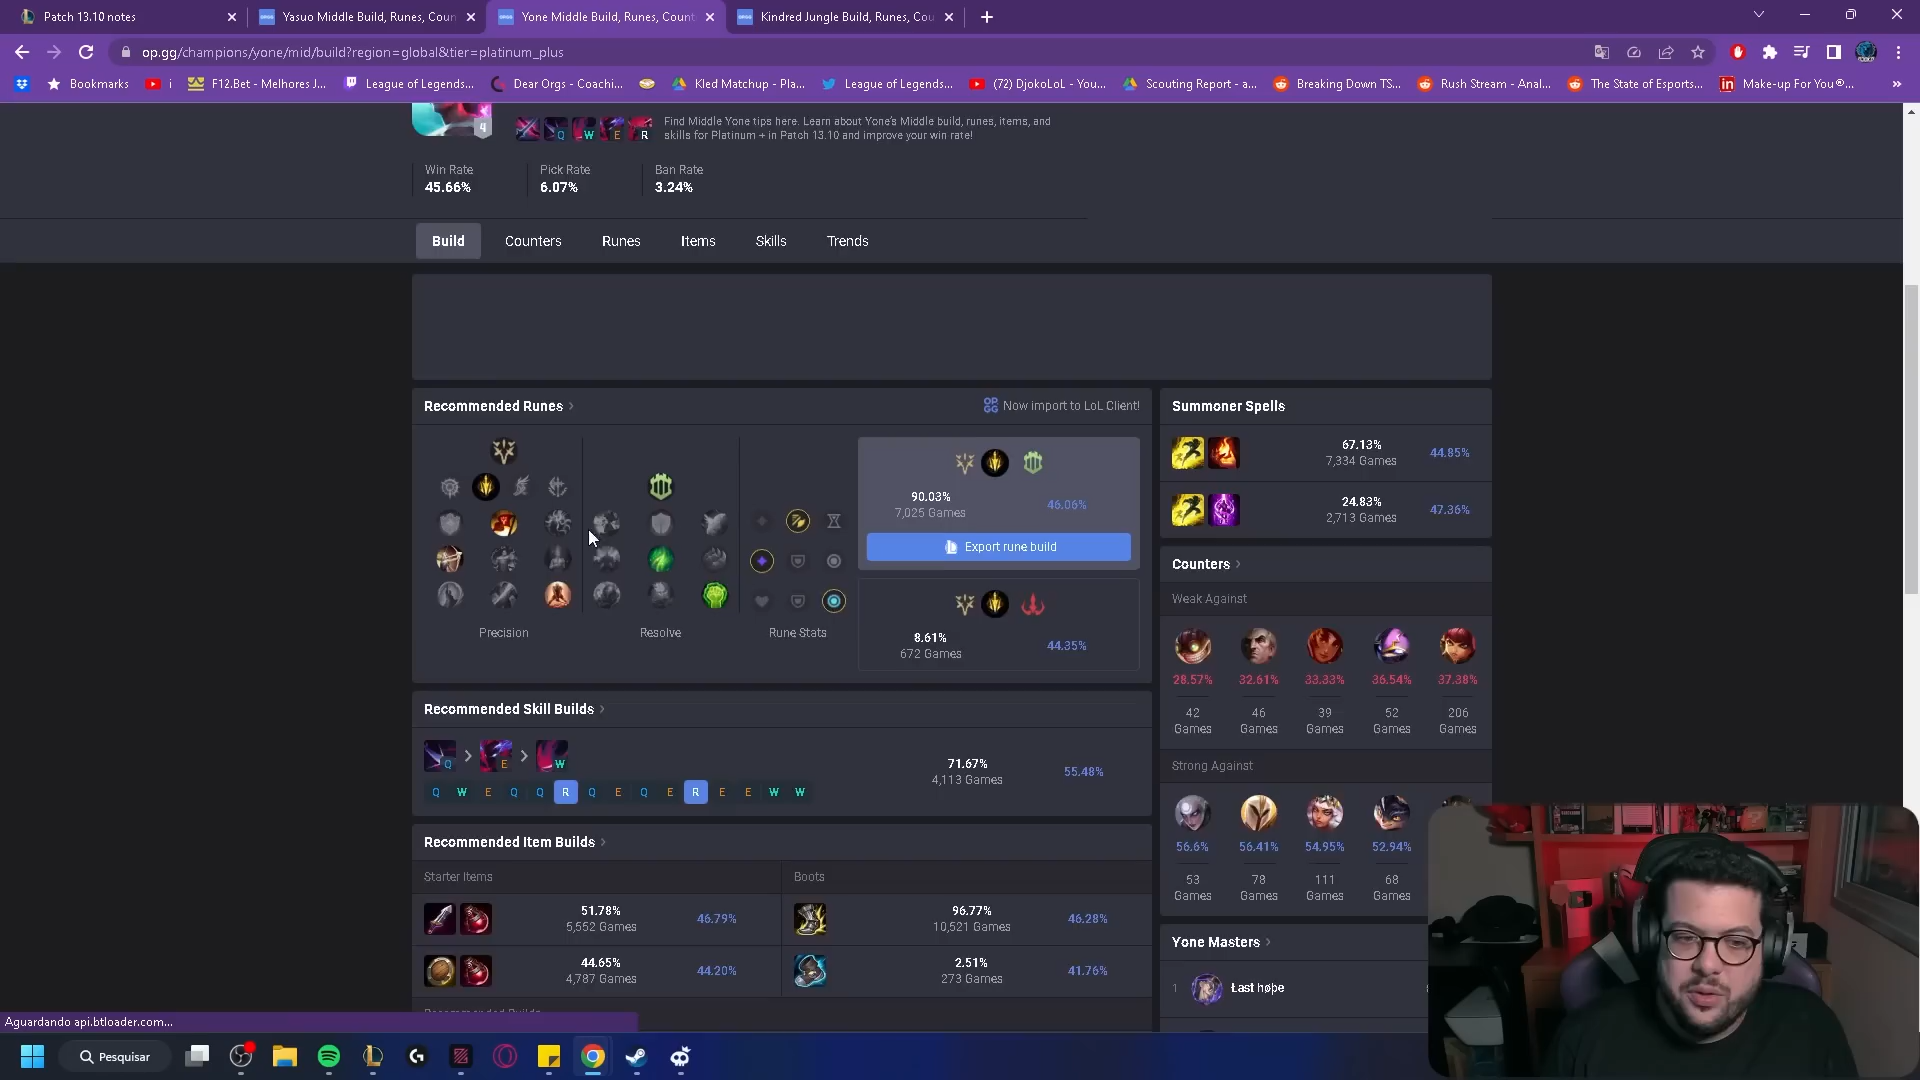 Patch 13.10 notes
Yasuo Middle Build, Runes, Coun
Yone Middle Build, Runes, Count
Kindred Jungle Build, Runes, Cou
op.gg/champions/yone/mid/build?region=global&tier=platinum_plus
Bookmarks
i
F12.Bet - Melhores J...
League of Legends...
Dear Orgs - Coachi...
Kled Matchup - Pla...
League of Legends...
(72) DjokoLoL - You...
Scouting Report - a...
Breaking Down TS...
Rush Stream - Anal...
The State of Esports...
Make-up For You®...
4
Q W E R
Find Middle Yone tips here. Learn about Yone's Middle build, runes, items, and
skills for Platinum + in Patch 13.10 and improve your win rate!
Win Rate Pick Rate Ban Rate
45.66% 6.07% 3.24%
Build Counters Runes Items Skills Trends
Recommended Runes
OP GG Now import to LoL Client!
90.03%
7,025 Games
46.06%
Export rune build
8.61%
672 Games
44.35%
Precision Resolve Rune Stats
Summoner Spells
67.13%
7,334 Games
44.85%
24.83%
2,713 Games
47.36%
Counters
Weak Against
28.57% 32.61% 33.33% 36.54% 37.38%
42 46 39 52 206
Games Games Games Games Games
Strong Against
56.6% 56.41% 54.95% 52.94%
53 78 111 68
Games Games Games Games
Recommended Skill Builds
Q E W
Q W E Q Q R Q E Q E R E E W W
71.67%
4,113 Games
55.48%
Recommended Item Builds
Starter Items Boots
51.78%
5,552 Games
46.79%
96.77%
10,521 Games
46.28%
44.65%
4,787 Games
44.20%
2.51%
273 Games
41.76%
Yone Masters
1 Łast høþe
Aguardando api.btloader.com...
Pesquisar